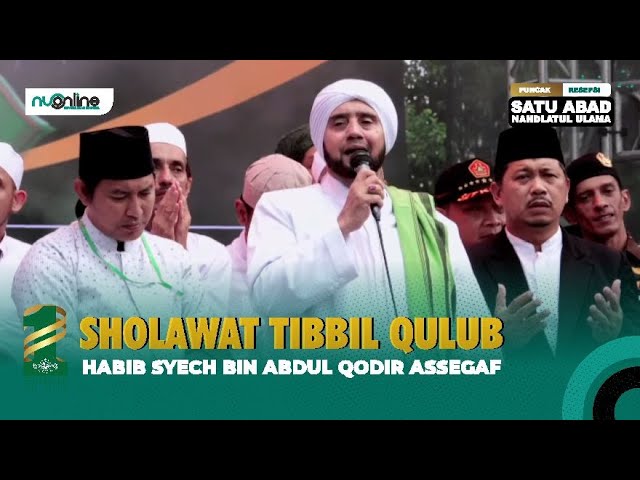 nuonline
PUNCAK RESEPSI
SATU ABAD
NAHDLATUL ULAMA
SHOLAWAT TIBBIL QULUB
HABIB SYECH BIN ABDUL QODIR ASSEGAF